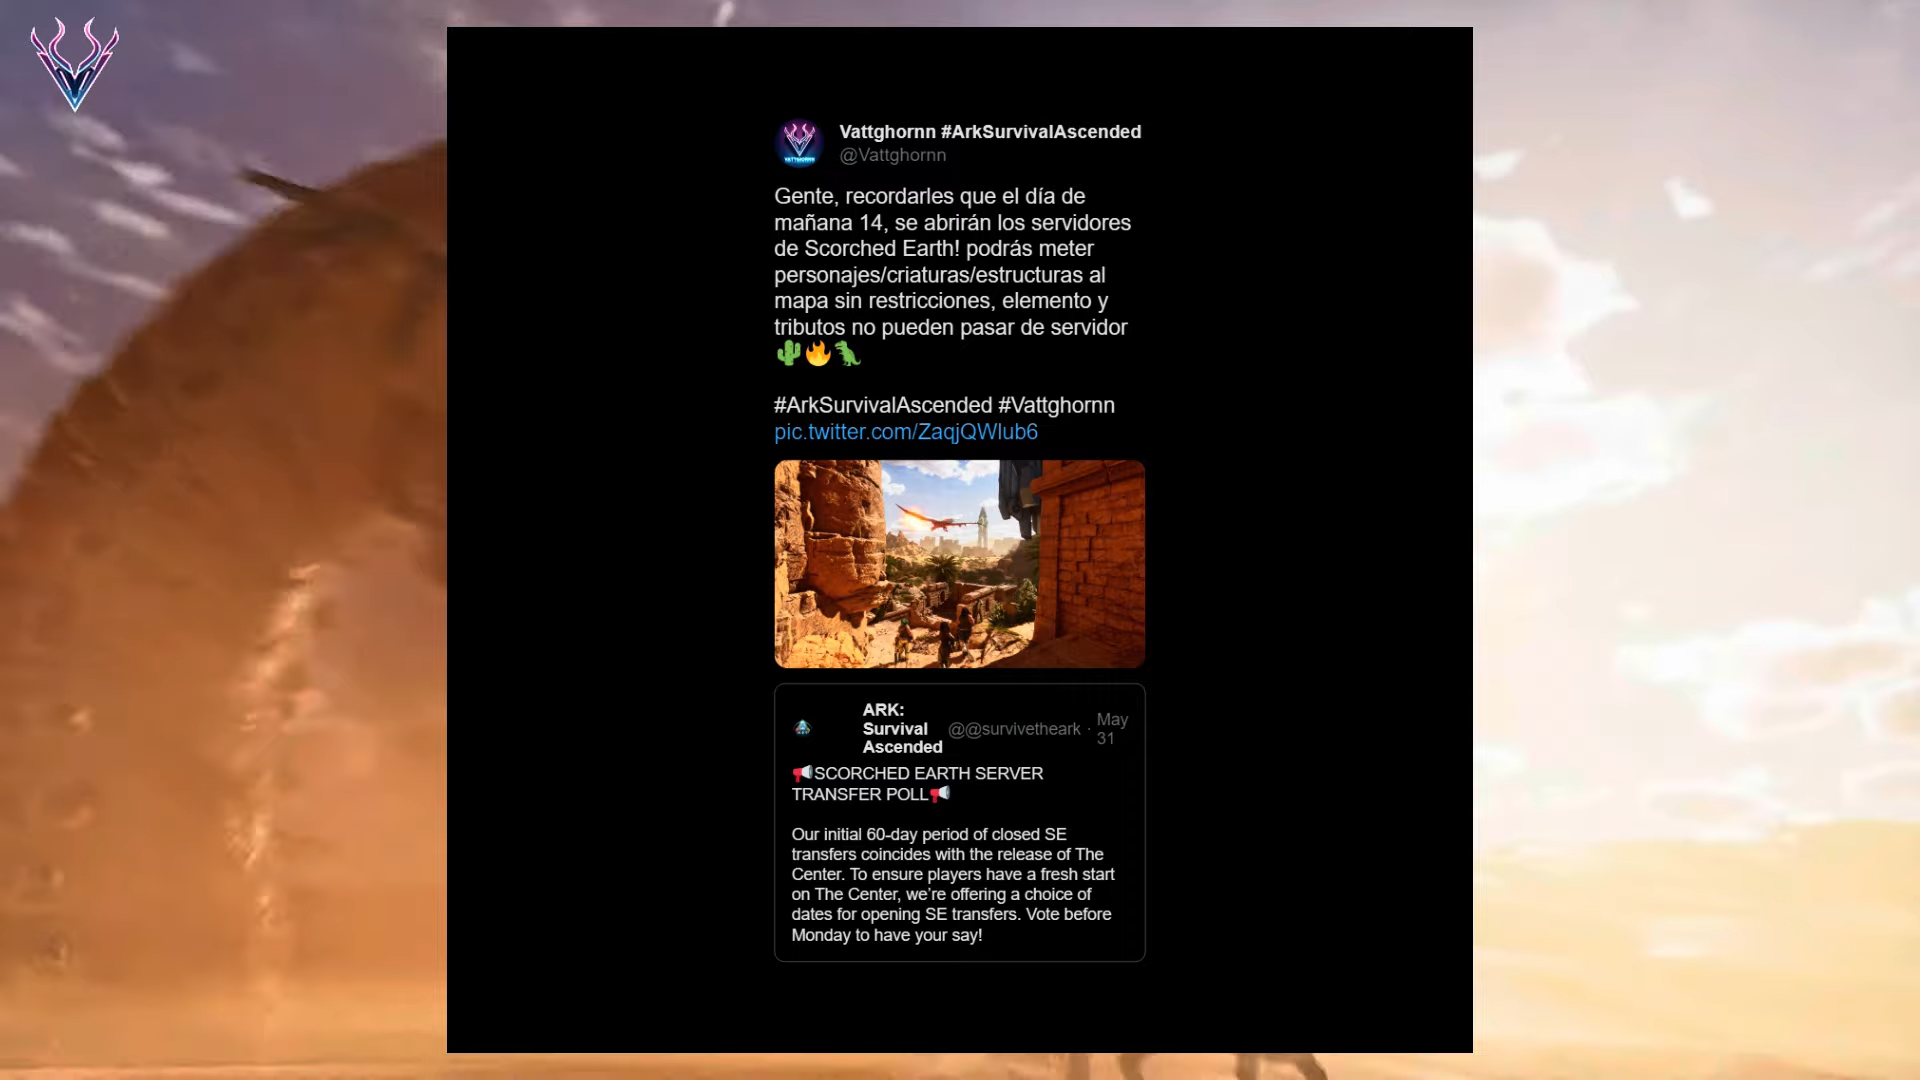 Vattghornn #ArkSurvivalAscended
@Vattghornn
Gente, recordarles que el día de
mañana 14, se abrirán los servidores
de Scorched Earth! podrás meter
personajes/criaturas/estructuras al
mapa sin restricciones, elemento y
tributos no pueden pasar de servidor
🌵🔥🦖
#ArkSurvivalAscended #Vattghornn
pic.twitter.com/ZaqjQWlub6
ARK:
Survival
Ascended
@@survivetheark · May
31
📢SCORCHED EARTH SERVER
TRANSFER POLL📢
Our initial 60-day period of closed SE
transfers coincides with the release of The
Center. To ensure players have a fresh start
on The Center, we’re offering a choice of
dates for opening SE transfers. Vote before
Monday to have your say!